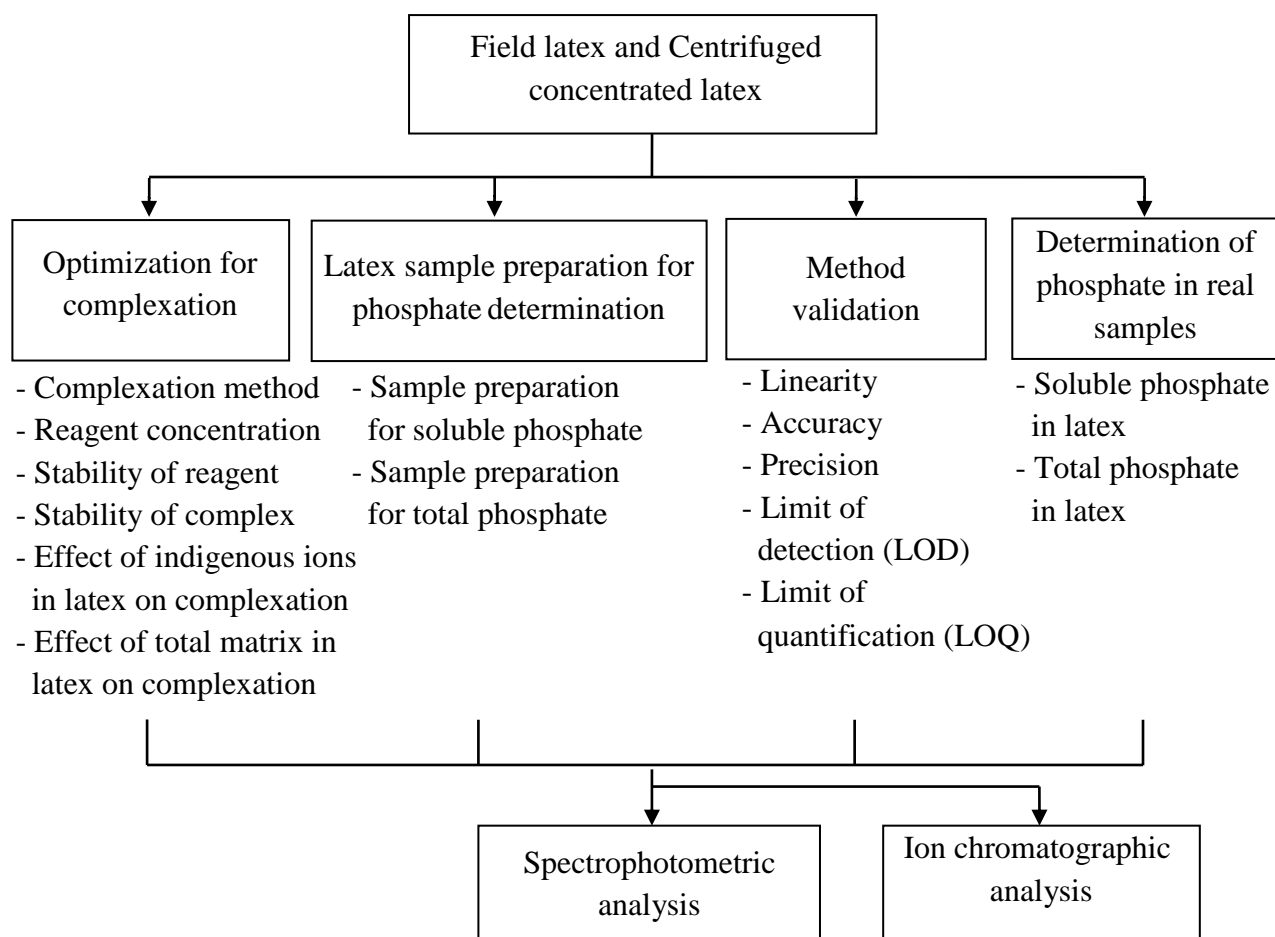 Field latex and Centrifuged
concentrated latex
Optimization for
complexation
- Complexation method
- Reagent concentration
- Stability of reagent
- Stability of complex
- Effect of indigenous ions
in latex on complexation
- Effect of total matrix in
latex on complexation
Latex sample preparation for
phosphate determination
- Sample preparation
for soluble phosphate
- Sample preparation
for total phosphate
Method
validation
- Linearity
- Accuracy
- Precision
- Limit of
detection (LOD)
- Limit of
quantification (LOQ)
Determination of
phosphate in real
samples
- Soluble phosphate
in latex
- Total phosphate
in latex
Spectrophotometric
analysis
Ion chromatographic
analysis